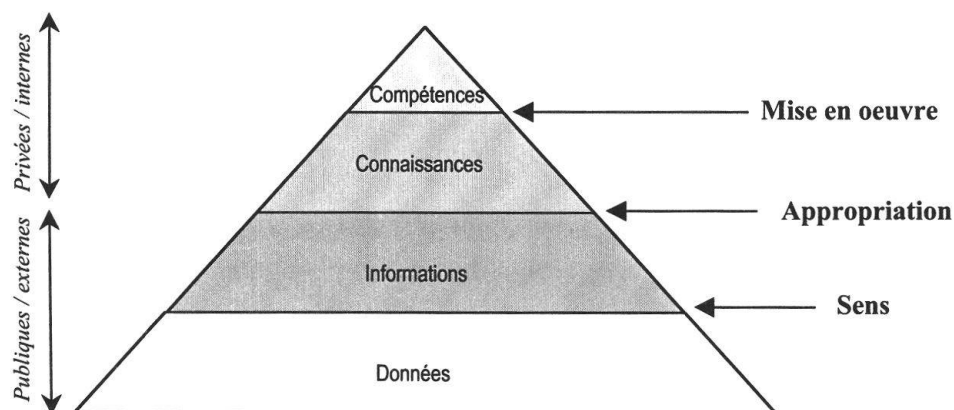 Privées / internes
Publiques / externes
Compétences
Mise en oeuvre
Connaissances
Appropriation
Informations
Sens
Données